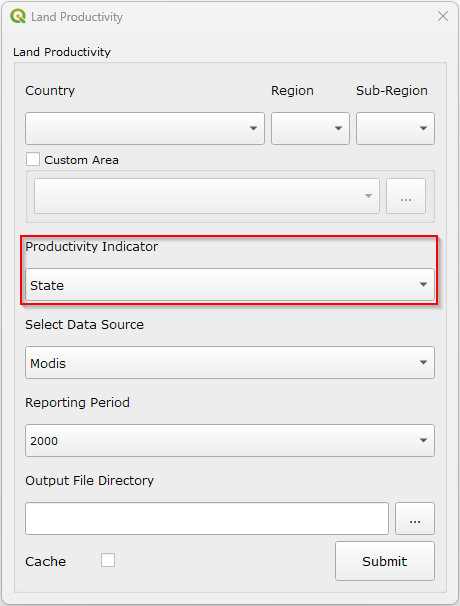 Land Productivity
Land Productivity
Country Region Sub-Region
Custom Area
...
Productivity Indicator
State
Select Data Source
Modis
Reporting Period
2000
Output File Directory
...
Cache Submit